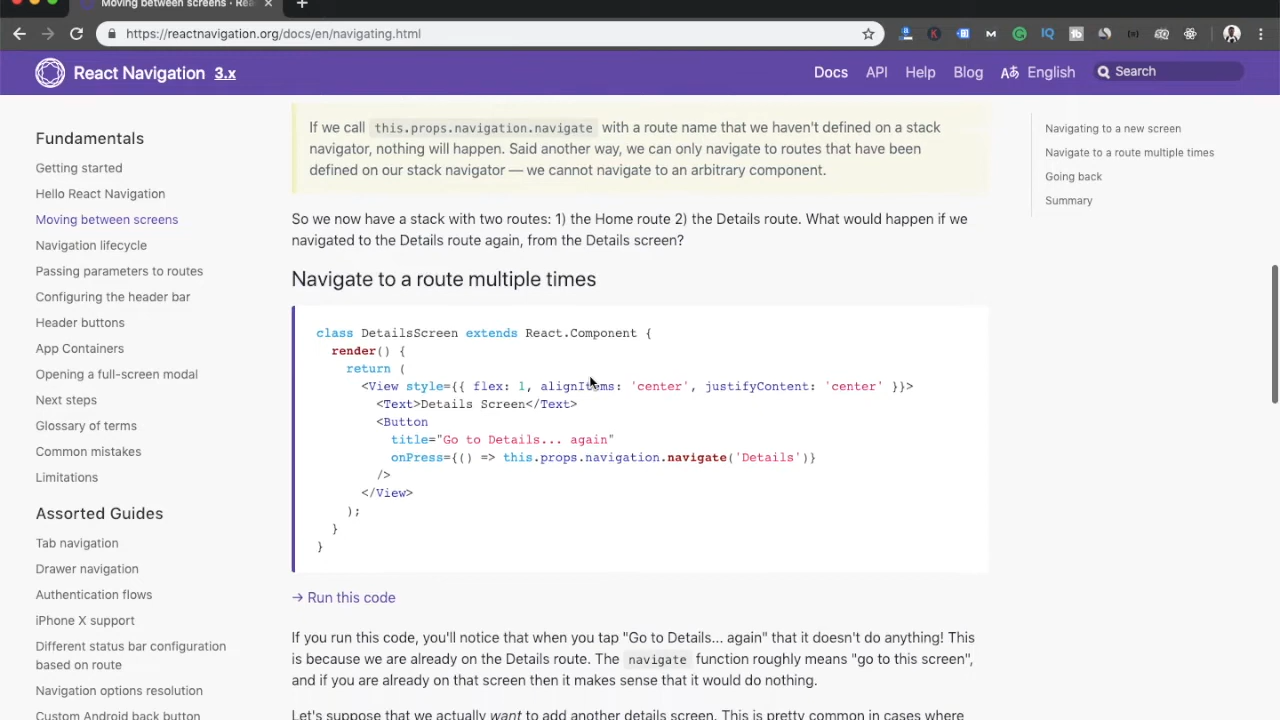 Moving between screens · Rea
https://reactnavigation.org/docs/en/navigating.html
React Navigation 3.x
Docs API Help Blog English Search
Fundamentals
Getting started
Hello React Navigation
Moving between screens
Navigation lifecycle
Passing parameters to routes
Configuring the header bar
Header buttons
App Containers
Opening a full-screen modal
Next steps
Glossary of terms
Common mistakes
Limitations
Assorted Guides
Tab navigation
Drawer navigation
Authentication flows
iPhone X support
Different status bar configuration
based on route
Navigation options resolution
Custom Android back button
If we call this.props.navigation.navigate with a route name that we haven't defined on a stack
navigator, nothing will happen. Said another way, we can only navigate to routes that have been
defined on our stack navigator — we cannot navigate to an arbitrary component.
So we now have a stack with two routes: 1) the Home route 2) the Details route. What would happen if we
navigated to the Details route again, from the Details screen?
Navigate to a route multiple times
class DetailsScreen extends React.Component {
render() {
return (
<View style={{ flex: 1, alignItems: 'center', justifyContent: 'center' }}>
<Text>Details Screen</Text>
<Button
title="Go to Details... again"
onPress={() => this.props.navigation.navigate('Details')}
/>
</View>
);
}
}
→ Run this code
If you run this code, you'll notice that when you tap "Go to Details... again" that it doesn't do anything! This
is because we are already on the Details route. The navigate function roughly means "go to this screen",
and if you are already on that screen then it makes sense that it would do nothing.
Let's suppose that we actually want to add another details screen. This is pretty common in cases where
Navigating to a new screen
Navigate to a route multiple times
Going back
Summary